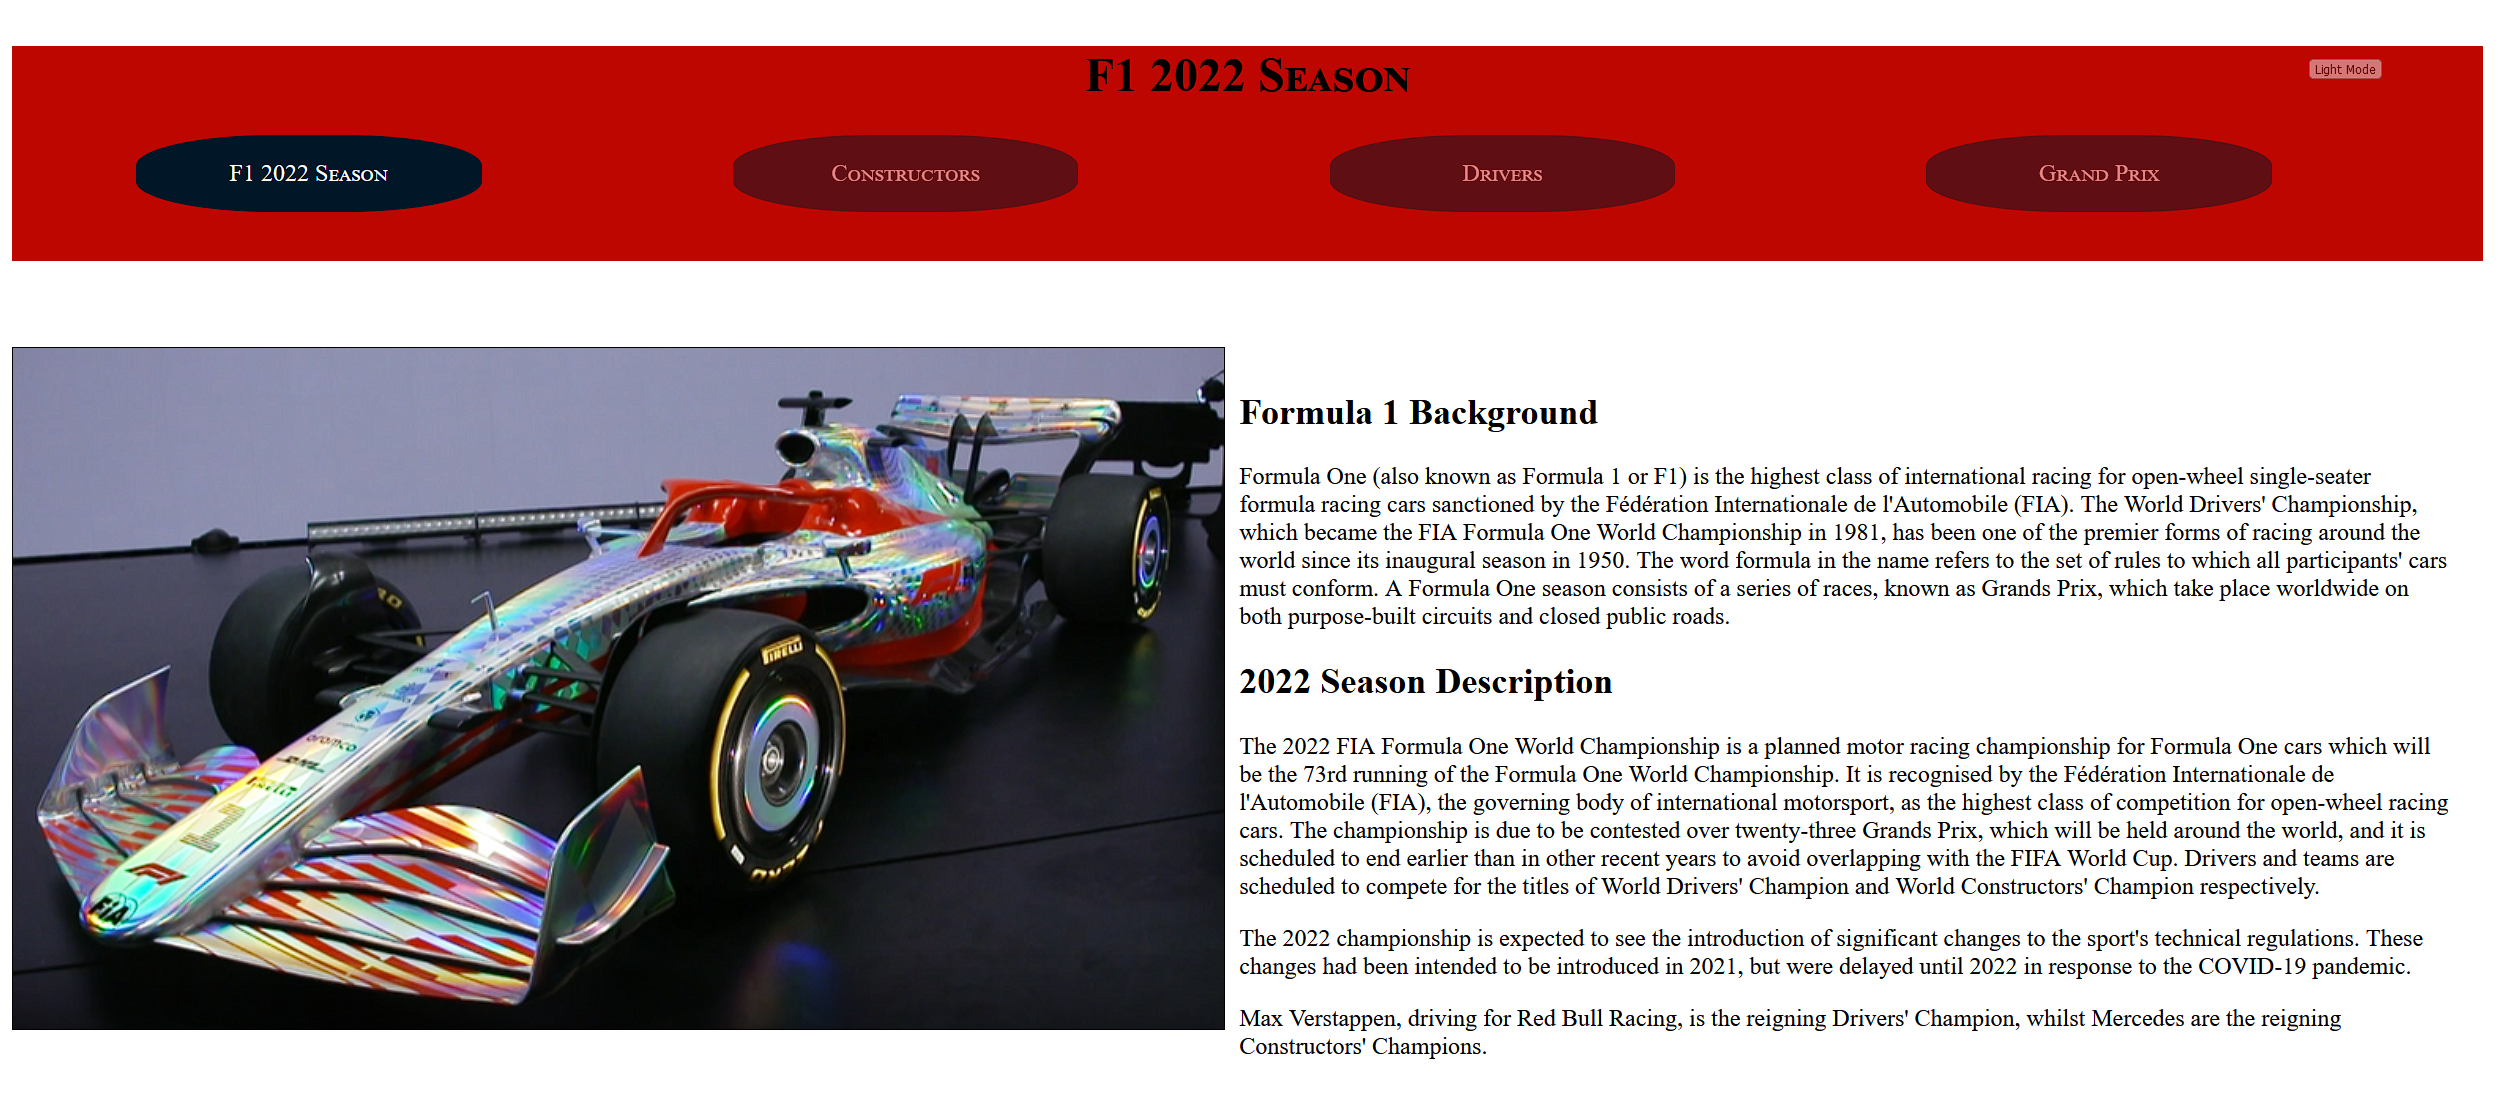 F1 2022 Season
Light Mode
F1 2022 Season
Constructors
Drivers
Grand Prix
Formula 1 Background
Formula One (also known as Formula 1 or F1) is the highest class of international racing for open-wheel single-seater
formula racing cars sanctioned by the Fédération Internationale de l'Automobile (FIA). The World Drivers' Championship,
which became the FIA Formula One World Championship in 1981, has been one of the premier forms of racing around the
world since its inaugural season in 1950. The word formula in the name refers to the set of rules to which all participants' cars
must conform. A Formula One season consists of a series of races, known as Grands Prix, which take place worldwide on
both purpose-built circuits and closed public roads.
2022 Season Description
The 2022 FIA Formula One World Championship is a planned motor racing championship for Formula One cars which will
be the 73rd running of the Formula One World Championship. It is recognised by the Fédération Internationale de
l'Automobile (FIA), the governing body of international motorsport, as the highest class of competition for open-wheel racing
cars. The championship is due to be contested over twenty-three Grands Prix, which will be held around the world, and it is
scheduled to end earlier than in other recent years to avoid overlapping with the FIFA World Cup. Drivers and teams are
scheduled to compete for the titles of World Drivers' Champion and World Constructors' Champion respectively.
The 2022 championship is expected to see the introduction of significant changes to the sport's technical regulations. These
changes had been intended to be introduced in 2021, but were delayed until 2022 in response to the COVID-19 pandemic.
Max Verstappen, driving for Red Bull Racing, is the reigning Drivers' Champion, whilst Mercedes are the reigning
Constructors' Champions.
PIRELLI
aramco
PIRELLI
1
F1
FIA